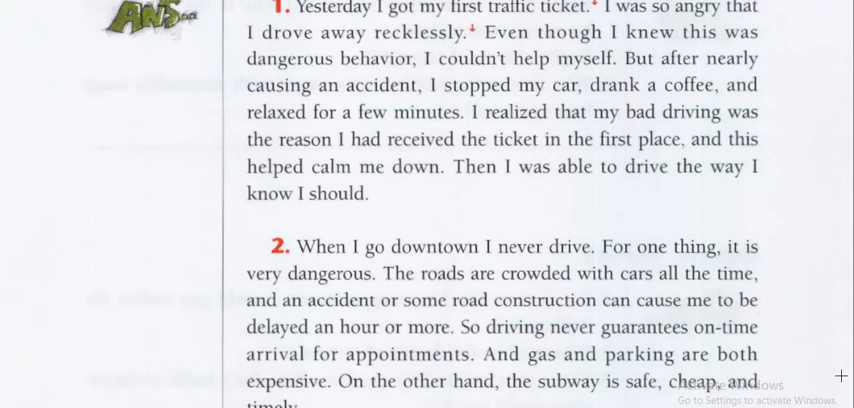 ANS
1. Yesterday I got my first traffic ticket.↓ I was so angry that
I drove away recklessly.↓ Even though I knew this was
dangerous behavior, I couldn't help myself. But after nearly
causing an accident, I stopped my car, drank a coffee, and
relaxed for a few minutes. I realized that my bad driving was
the reason I had received the ticket in the first place, and this
helped calm me down. Then I was able to drive the way I
know I should.
2. When I go downtown I never drive. For one thing, it is
very dangerous. The roads are crowded with cars all the time,
and an accident or some road construction can cause me to be
delayed an hour or more. So driving never guarantees on-time
arrival for appointments. And gas and parking are both
expensive. On the other hand, the subway is safe, cheap, and
timely.
Activate Windows
Go to Settings to activate Windows.